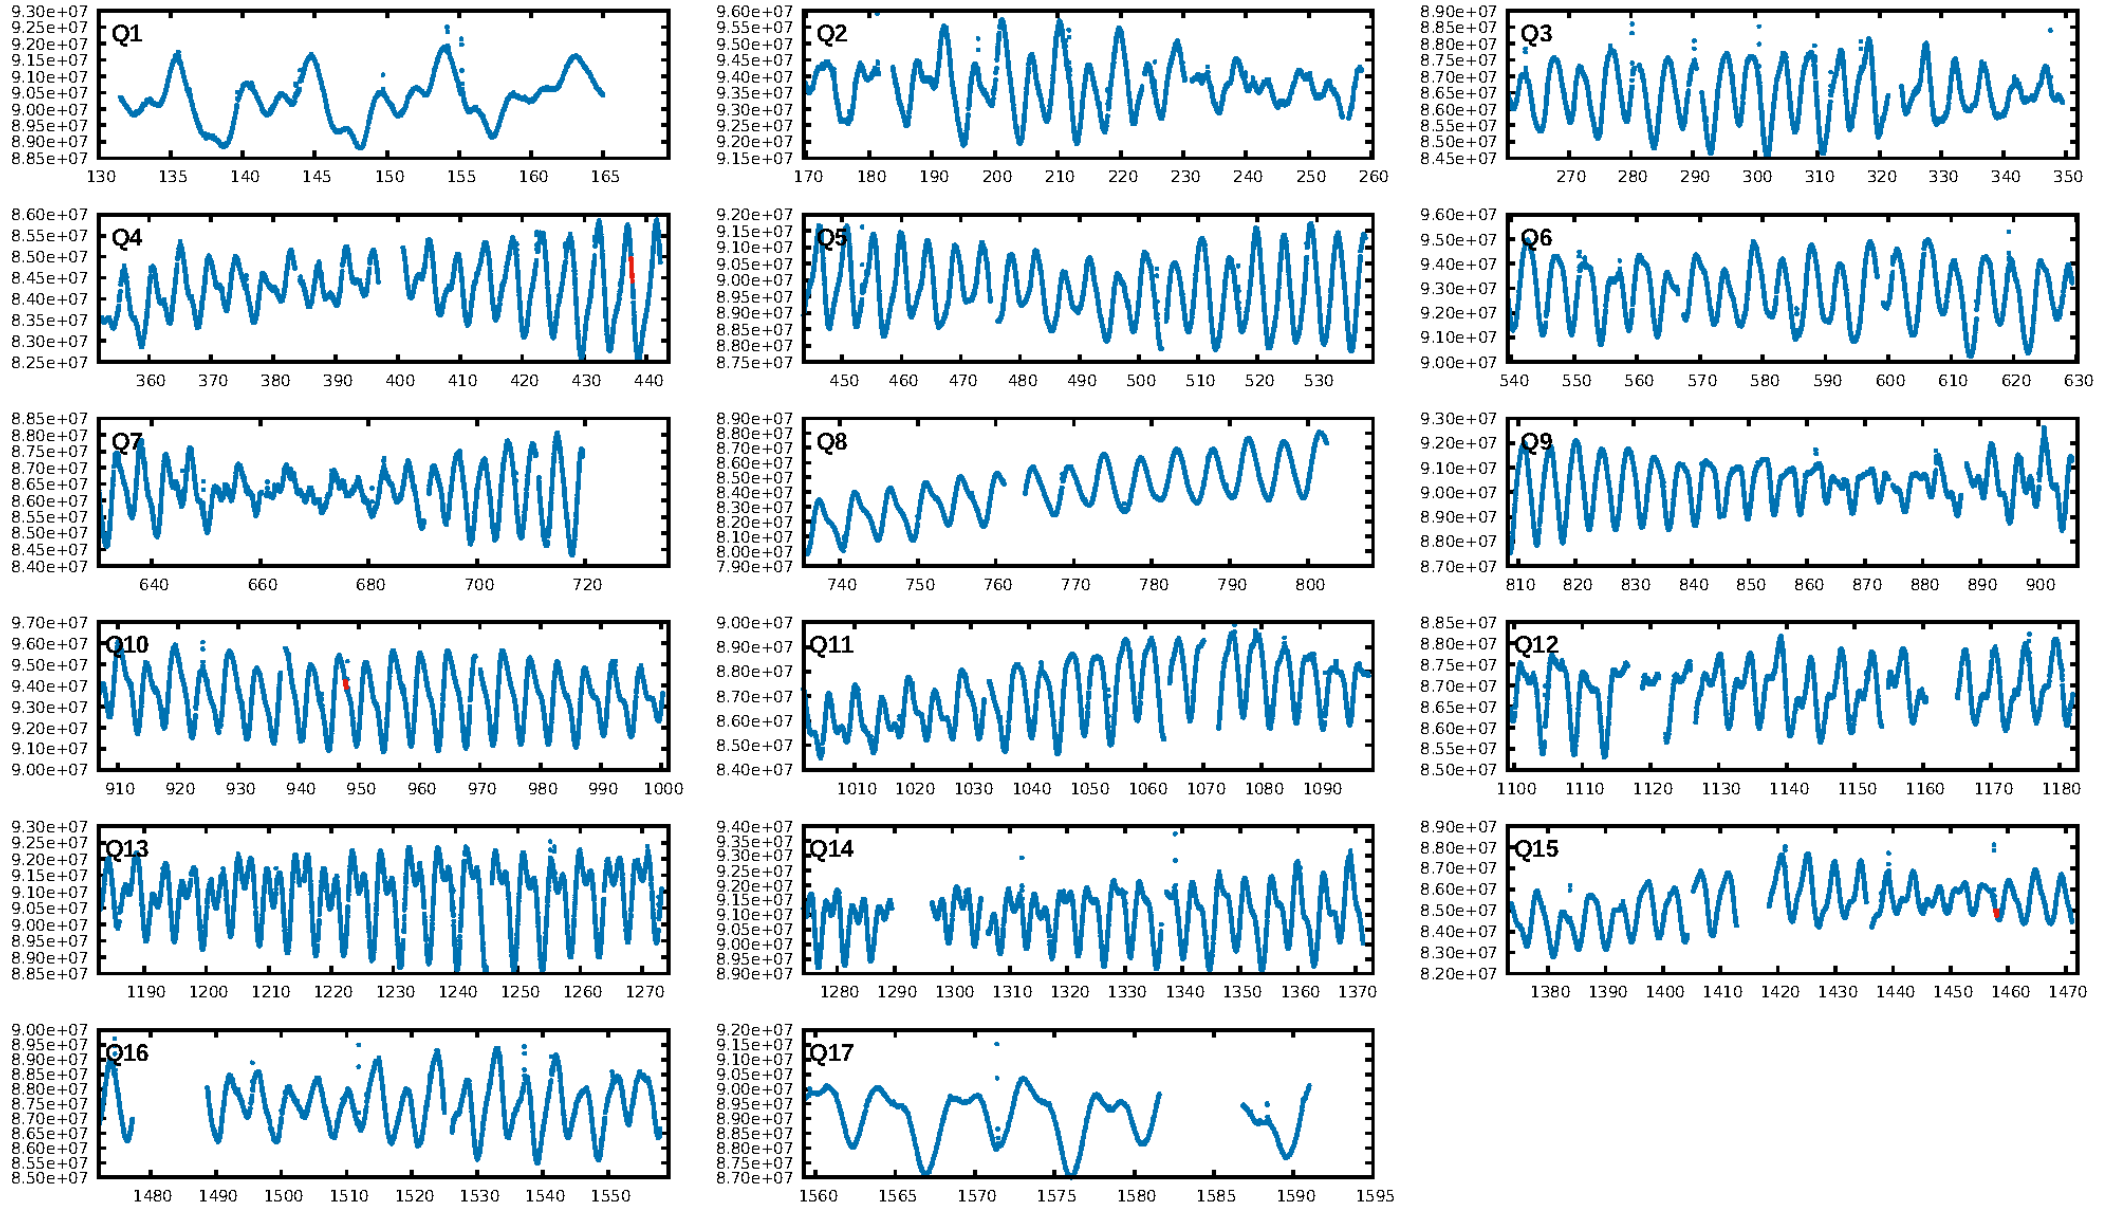 9.30e+07 9.25e+07 9.20e+07 9.15e+07 9.10e+07 9.05e+07 9.00e+07 8.95e+07 8.90e+07 8.85e+07
Q1
130 135 140 145 150 155 160 165
9.60e+07 9.55e+07 9.50e+07 9.45e+07 9.40e+07 9.35e+07 9.30e+07 9.25e+07 9.20e+07 9.15e+07
Q2
170 180 190 200 210 220 230 240 250 260
8.90e+07 8.85e+07 8.80e+07 8.75e+07 8.70e+07 8.65e+07 8.60e+07 8.55e+07 8.50e+07 8.45e+07
Q3
270 280 290 300 310 320 330 340 350
8.60e+07 8.55e+07 8.50e+07 8.45e+07 8.40e+07 8.35e+07 8.30e+07 8.25e+07
Q4
360 370 380 390 400 410 420 430 440
9.20e+07 9.15e+07 9.10e+07 9.05e+07 9.00e+07 8.95e+07 8.90e+07 8.85e+07 8.80e+07 8.75e+07
Q5
450 460 470 480 490 500 510 520 530
9.60e+07 9.50e+07 9.40e+07 9.30e+07 9.20e+07 9.10e+07 9.00e+07
Q6
540 550 560 570 580 590 600 610 620 630
8.85e+07 8.80e+07 8.75e+07 8.70e+07 8.65e+07 8.60e+07 8.55e+07 8.50e+07 8.45e+07 8.40e+07
Q7
640 660 680 700 720
8.90e+07 8.80e+07 8.70e+07 8.60e+07 8.50e+07 8.40e+07 8.30e+07 8.20e+07 8.10e+07 8.00e+07 7.90e+07
Q8
740 750 760 770 780 790 800
9.30e+07 9.20e+07 9.10e+07 9.00e+07 8.90e+07 8.80e+07 8.70e+07
Q9
810 820 830 840 850 860 870 880 890 900
9.70e+07 9.60e+07 9.50e+07 9.40e+07 9.30e+07 9.20e+07 9.10e+07 9.00e+07
Q10
910 920 930 940 950 960 970 980 990 1000
9.00e+07 8.90e+07 8.80e+07 8.70e+07 8.60e+07 8.50e+07 8.40e+07
Q11
1010 1020 1030 1040 1050 1060 1070 1080 1090
8.85e+07 8.80e+07 8.75e+07 8.70e+07 8.65e+07 8.60e+07 8.55e+07 8.50e+07
Q12
1100 1110 1120 1130 1140 1150 1160 1170 1180
9.30e+07 9.25e+07 9.20e+07 9.15e+07 9.10e+07 9.05e+07 9.00e+07 8.95e+07 8.90e+07 8.85e+07
Q13
1190 1200 1210 1220 1230 1240 1250 1260 1270
9.40e+07 9.35e+07 9.30e+07 9.25e+07 9.20e+07 9.15e+07 9.10e+07 9.05e+07 9.00e+07 8.95e+07 8.90e+07
Q14
1280 1290 1300 1310 1320 1330 1340 1350 1360 1370
8.90e+07 8.80e+07 8.70e+07 8.60e+07 8.50e+07 8.40e+07 8.30e+07 8.20e+07
Q15
1380 1390 1400 1410 1420 1430 1440 1450 1460 1470
9.00e+07 8.95e+07 8.90e+07 8.85e+07 8.80e+07 8.75e+07 8.70e+07 8.65e+07 8.60e+07 8.55e+07 8.50e+07
Q16
1480 1490 1500 1510 1520 1530 1540 1550
9.20e+07 9.15e+07 9.10e+07 9.05e+07 9.00e+07 8.95e+07 8.90e+07 8.85e+07 8.80e+07 8.75e+07 8.70e+07
Q17
1560 1565 1570 1575 1580 1585 1590 1595